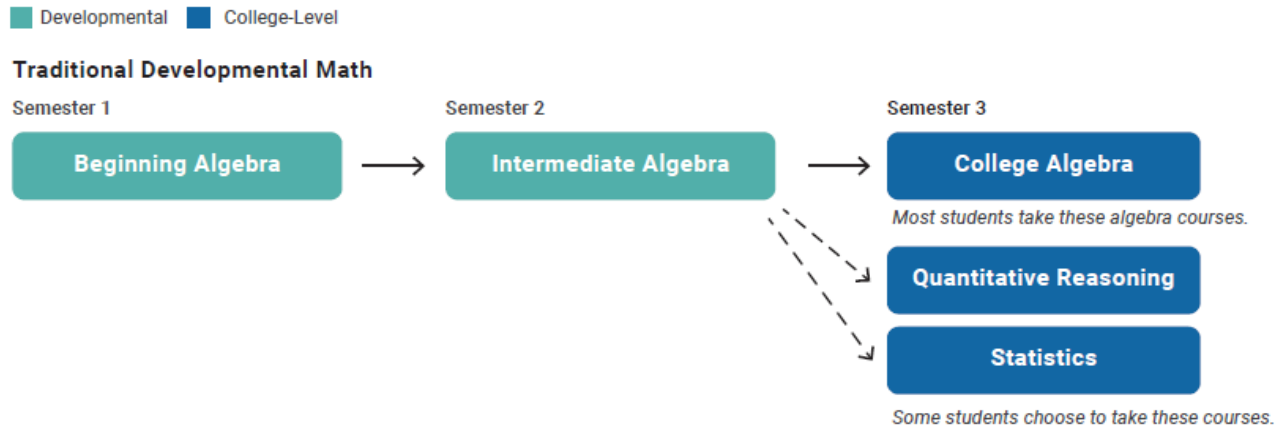 Developmental College-Level
Traditional Developmental Math
Semester 1 Semester 2 Semester 3
Beginning Algebra Intermediate Algebra College Algebra
Most students take these algebra courses.
Quantitative Reasoning
Statistics
Some students choose to take these courses.